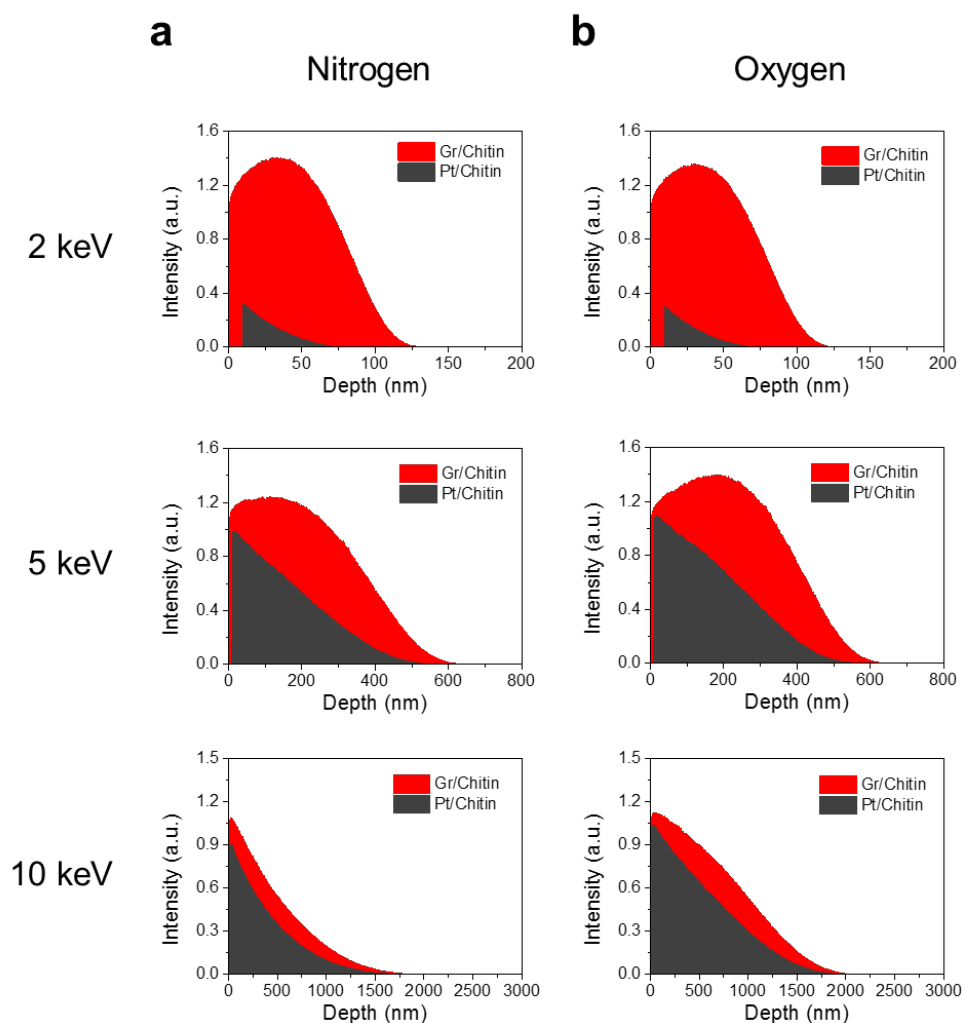 a
b
Nitrogen
Oxygen
2 keV
Intensity (a.u.)
1.6
1.2
0.8
0.4
0.0
Gr/Chitin
Pt/Chitin
0 50 100 150 200
Depth (nm)
Intensity (a.u.)
1.6
1.2
0.8
0.4
0.0
Gr/Chitin
Pt/Chitin
0 50 100 150 200
Depth (nm)
5 keV
Intensity (a.u.)
1.6
1.2
0.8
0.4
0.0
Gr/Chitin
Pt/Chitin
0 200 400 600 800
Depth (nm)
Intensity (a.u.)
1.6
1.2
0.8
0.4
0.0
Gr/Chitin
Pt/Chitin
0 200 400 600 800
Depth (nm)
10 keV
Intensity (a.u.)
1.5
1.2
0.9
0.6
0.3
0.0
Gr/Chitin
Pt/Chitin
0 500 1000 1500 2000 2500 3000
Depth (nm)
Intensity (a.u.)
1.5
1.2
0.9
0.6
0.3
0.0
Gr/Chitin
Pt/Chitin
0 500 1000 1500 2000 2500 3000
Depth (nm)